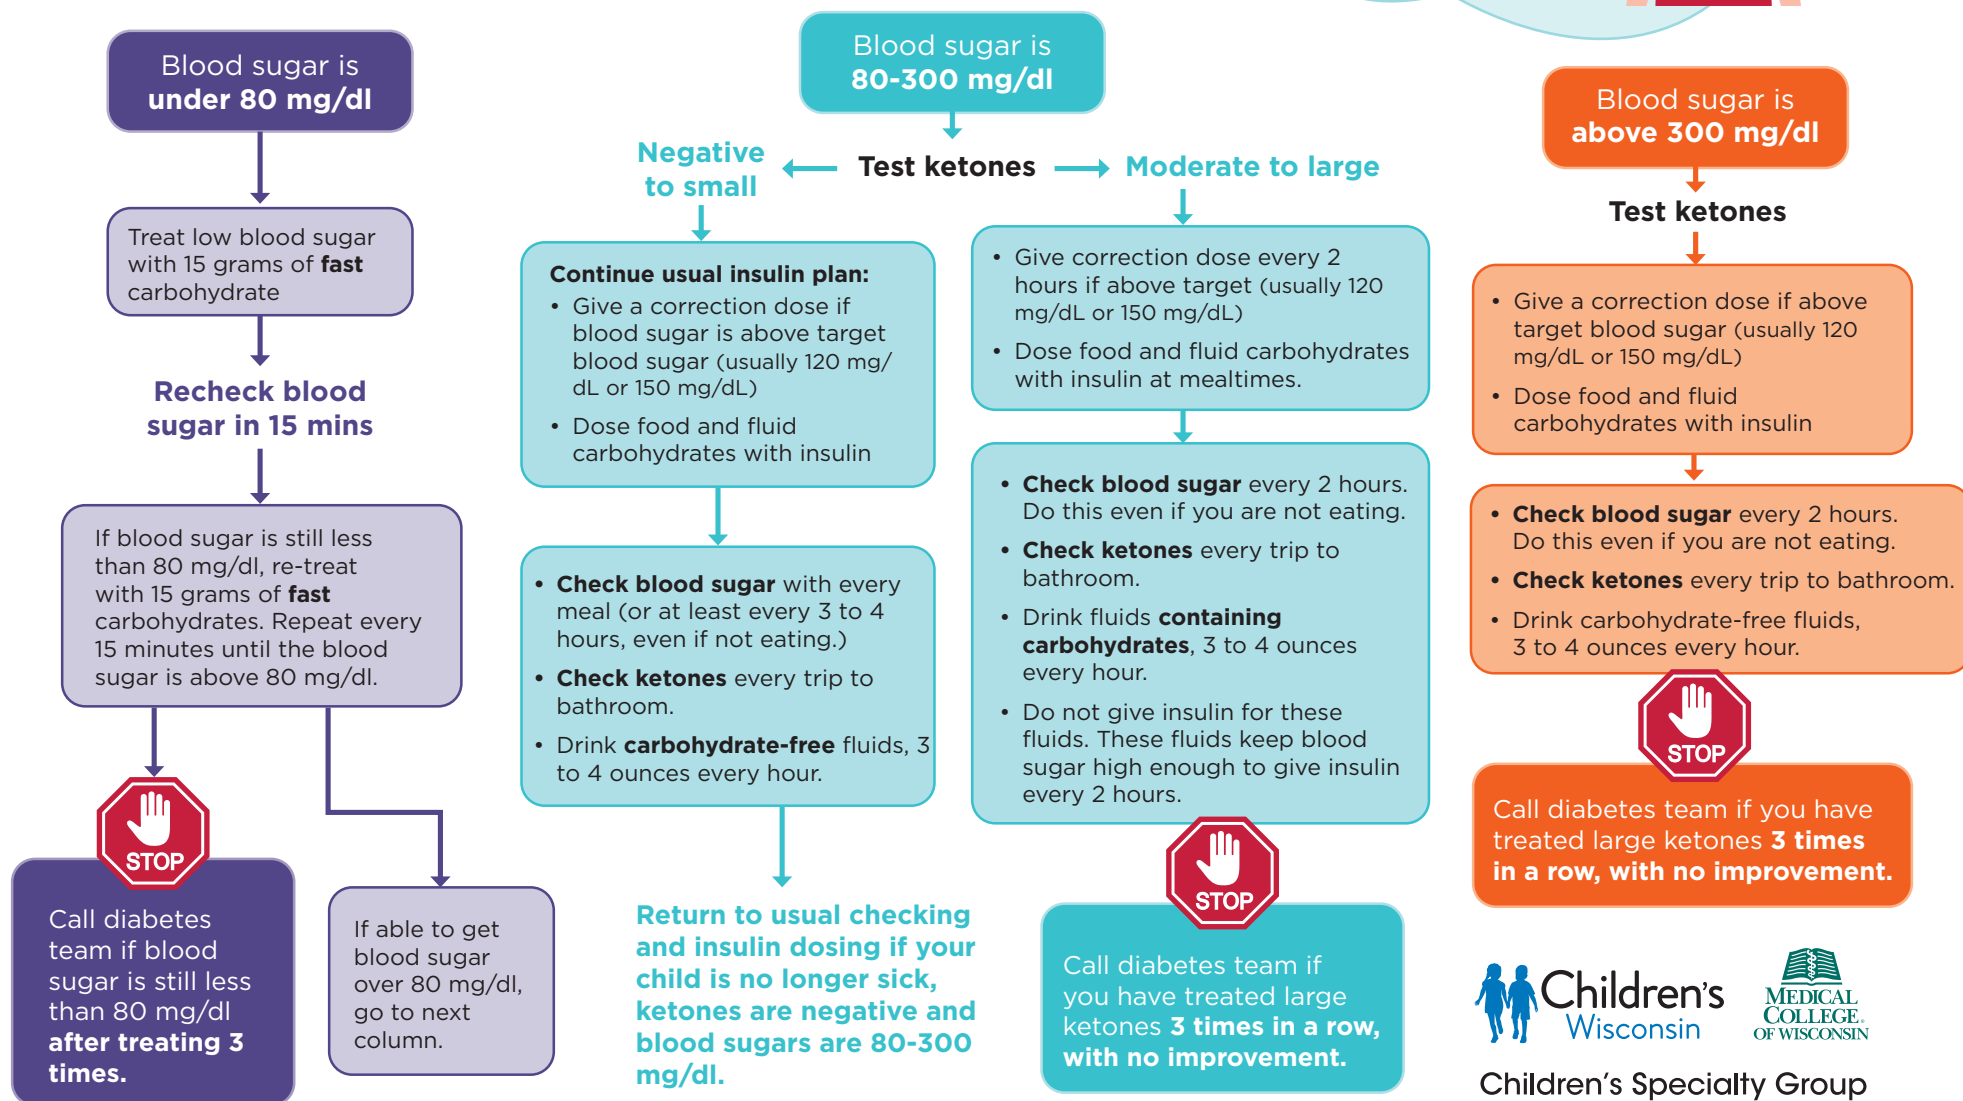 Blood sugar is
under 80 mg/dl
Treat low blood sugar
with 15 grams of fast
carbohydrate
Recheck blood
sugar in 15 mins
If blood sugar is still less
than 80 mg/dl, re-treat
with 15 grams of fast
carbohydrates. Repeat every
15 minutes until the blood
sugar is above 80 mg/dl.
STOP
Call diabetes
team if blood
sugar is still less
than 80 mg/dl
after treating 3
times.
If able to get
blood sugar
over 80 mg/dl,
go to next
column.
Blood sugar is
80-300 mg/dl
Test ketones
Negative
to small
Continue usual insulin plan:
• Give a correction dose if
blood sugar is above target
blood sugar (usually 120 mg/
dL or 150 mg/dL)
• Dose food and fluid
carbohydrates with insulin
• Check blood sugar with every
meal (or at least every 3 to 4
hours, even if not eating.)
• Check ketones every trip to
bathroom.
• Drink carbohydrate-free fluids, 3
to 4 ounces every hour.
Return to usual checking
and insulin dosing if your
child is no longer sick,
ketones are negative and
blood sugars are 80-300
mg/dl.
Moderate to large
• Give correction dose every 2
hours if above target (usually 120
mg/dL or 150 mg/dL)
• Dose food and fluid carbohydrates
with insulin at mealtimes.
• Check blood sugar every 2 hours.
Do this even if you are not eating.
• Check ketones every trip to
bathroom.
• Drink fluids containing
carbohydrates, 3 to 4 ounces
every hour.
• Do not give insulin for these
fluids. These fluids keep blood
sugar high enough to give insulin
every 2 hours.
STOP
Call diabetes team if
you have treated large
ketones 3 times in a row,
with no improvement.
Blood sugar is
above 300 mg/dl
Test ketones
• Give a correction dose if above
target blood sugar (usually 120
mg/dL or 150 mg/dL)
• Dose food and fluid
carbohydrates with insulin
• Check blood sugar every 2 hours.
Do this even if you are not eating.
• Check ketones every trip to bathroom.
• Drink carbohydrate-free fluids,
3 to 4 ounces every hour.
STOP
Call diabetes team if you have
treated large ketones 3 times
in a row, with no improvement.
Children's
Wisconsin
MEDICAL
COLLEGE®
OF WISCONSIN
Children's Specialty Group